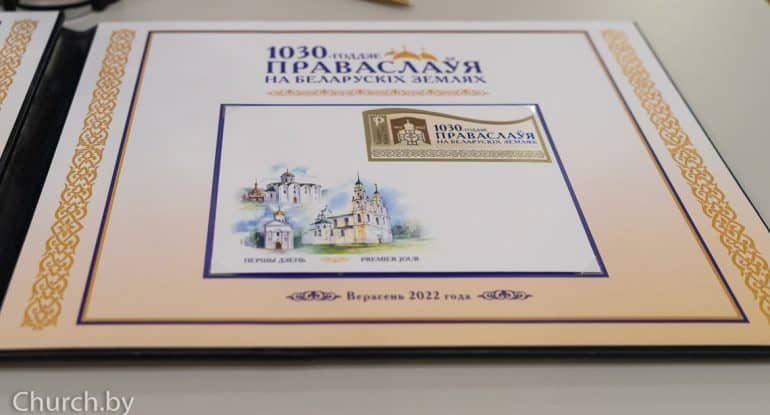 1030-годдзе
ПРАВАСЛАЎЯ
НА БЕЛАРУСКІХ ЗЕМЛЯХ
Р
1030-годдзе
ПРАВАСЛАЎЯ
НА БЕЛАРУСКІХ ЗЕМЛЯХ
ПЕРШЫ ДЗЕНЬ PREMIER JOUR
Верасень 2022 года
Church.by